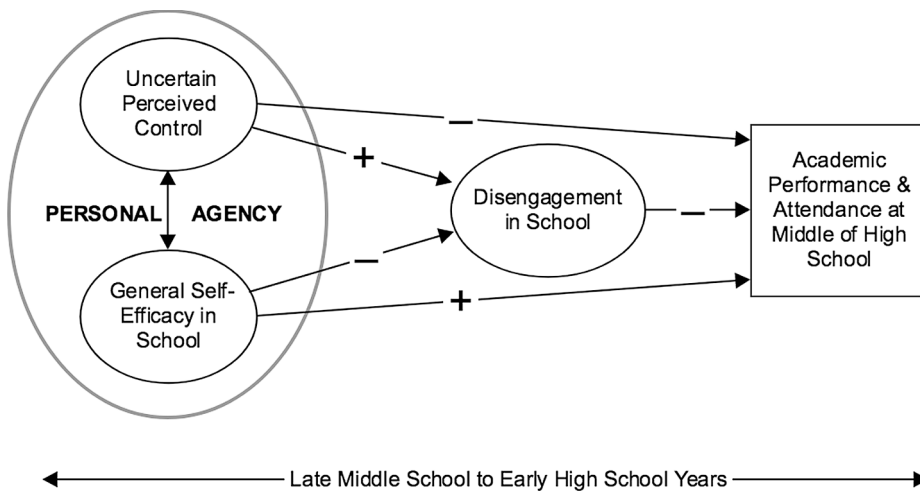 Uncertain
Perceived
Control
−
+
PERSONAL AGENCY
Disengagement
in School
−
Academic
Performance &
Attendance at
Middle of High
School
−
General Self-
Efficacy in
School
+
Late Middle School to Early High School Years